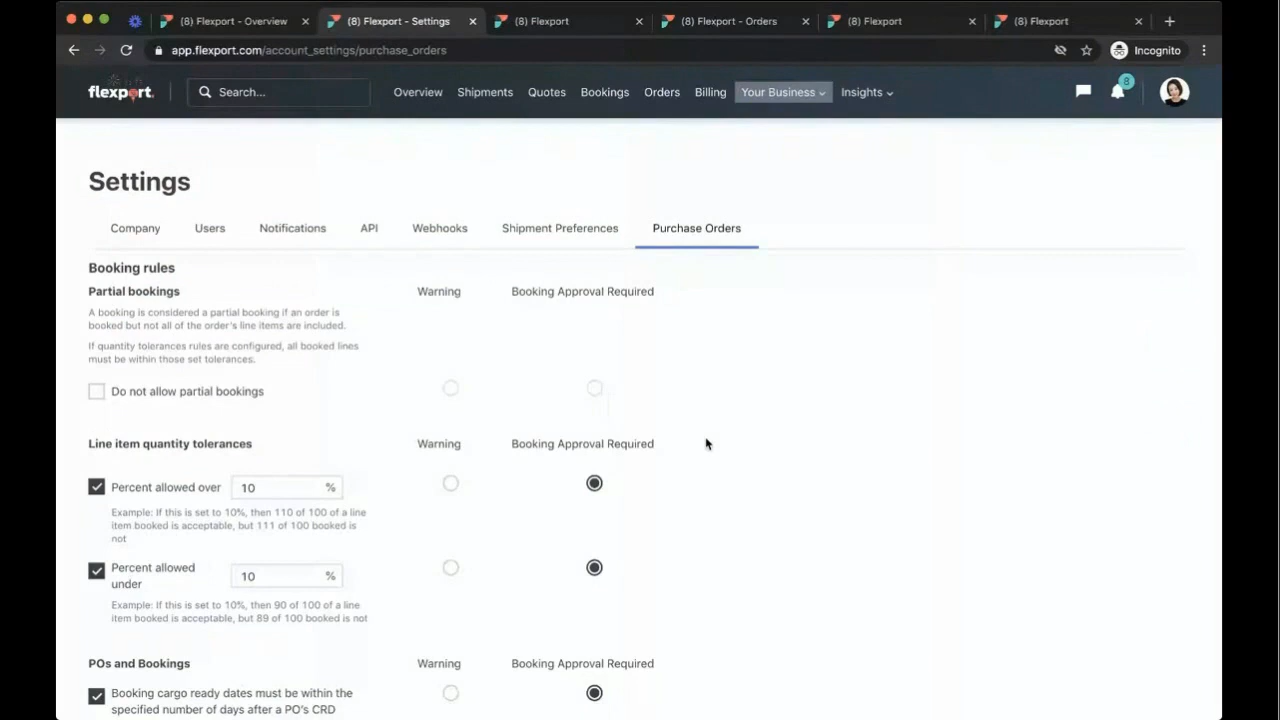 (8) Flexport - Overview
(8) Flexport - Settings
(8) Flexport
(8) Flexport - Orders
(8) Flexport
(8) Flexport
app.flexport.com/account_settings/purchase_orders
Incognito
flexport.
Search...
Overview
Shipments
Quotes
Bookings
Orders
Billing
Your Business
Insights
8
Settings
Company
Users
Notifications
API
Webhooks
Shipment Preferences
Purchase Orders
Booking rules
Partial bookings
Warning
Booking Approval Required
A booking is considered a partial booking if an order is
booked but not all of the order's line items are included.
If quantity tolerances rules are configured, all booked lines
must be within those set tolerances.
Do not allow partial bookings
Line item quantity tolerances
Warning
Booking Approval Required
Percent allowed over
10 %
Example: If this is set to 10%, then 110 of 100 of a line
item booked is acceptable, but 111 of 100 booked is
not
Percent allowed
under
10 %
Example: If this is set to 10%, then 90 of 100 of a line
item booked is acceptable, but 89 of 100 booked is not
POs and Bookings
Warning
Booking Approval Required
Booking cargo ready dates must be within the
specified number of days after a PO's CRD